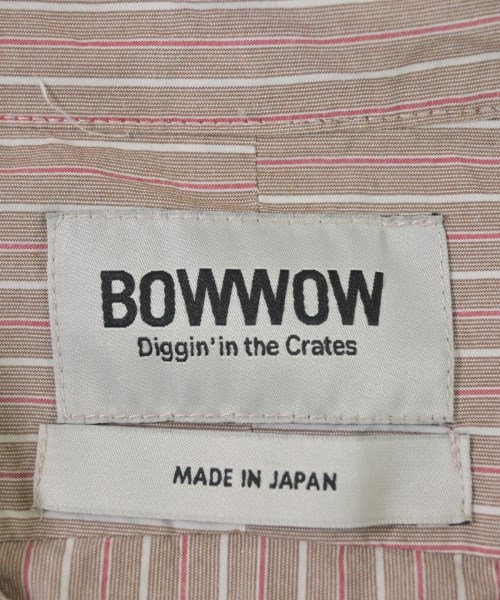 BOWWOW
Diggin' in the Crates
MADE IN JAPAN